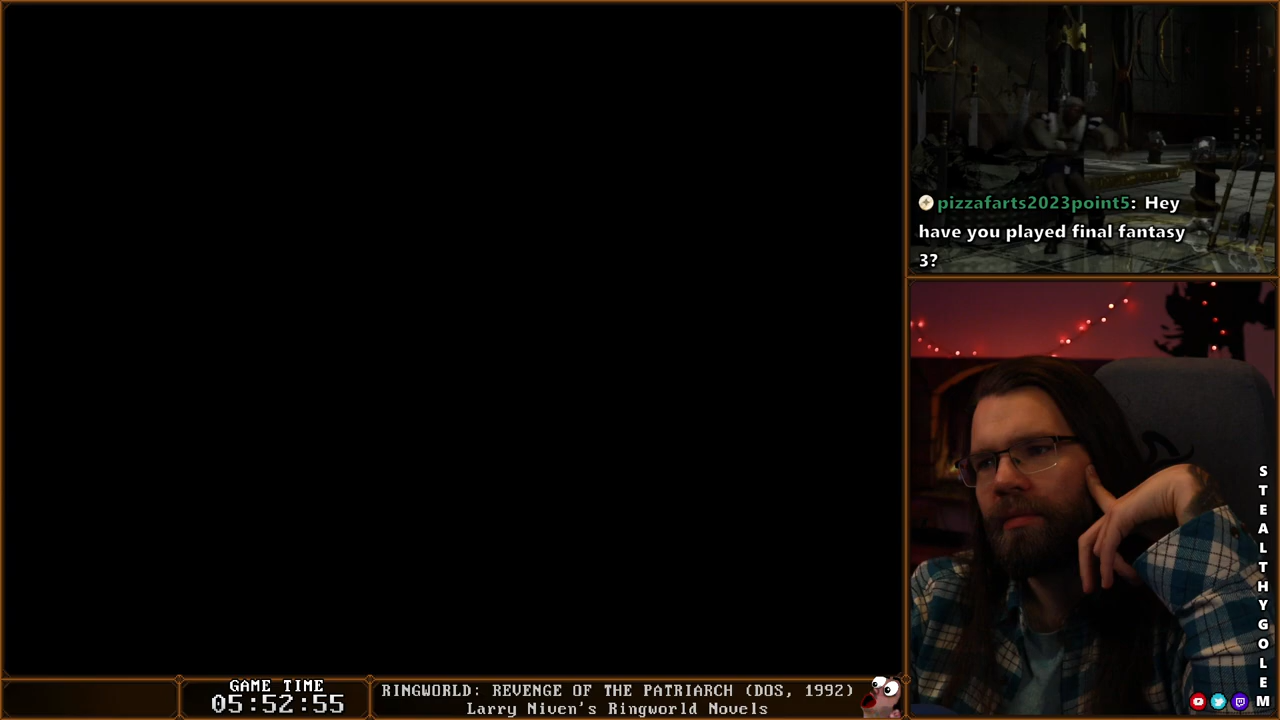 pizzafarts2023point5: Hey
have you played final fantasy
3?
STEALTHYGOLEM
GAME TIME
05:52:55
RINGWORLD: REVENGE OF THE PATRIARCH (DOS, 1992)
Larry Niven's Ringworld Novels